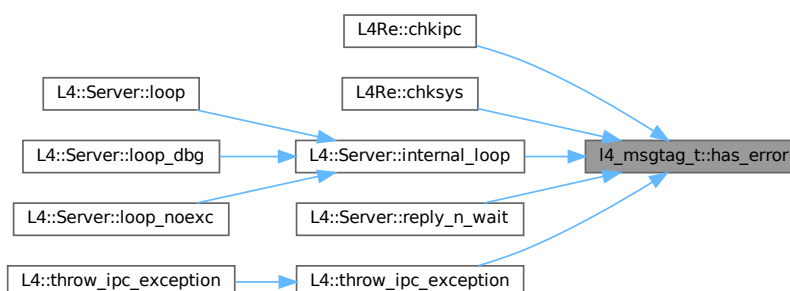 L4Re::chkipc
L4::Server::loop
L4Re::chksys
L4::Server::loop_dbg
L4::Server::internal_loop
l4_msgtag_t::has_error
L4::Server::loop_noexc
L4::Server::reply_n_wait
L4::throw_ipc_exception
L4::throw_ipc_exception